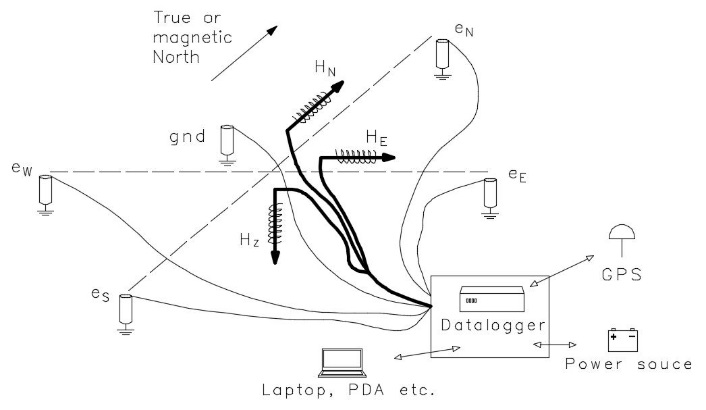 True or
magnetic
North
e_N
H_N
gnd
H_E
e_W
e_E
H_z
e_S
GPS
Datalogger
+ -
Power souce
Laptop, PDA etc.